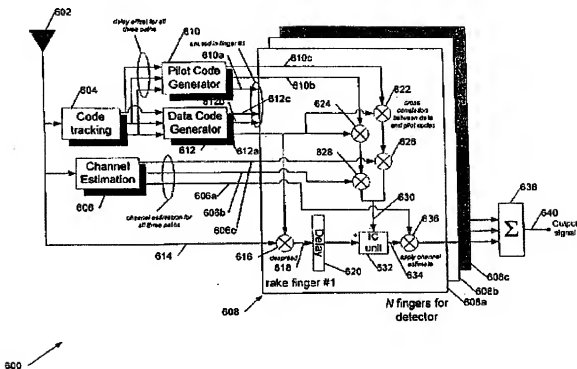 602
delay offset for all
three paths
610
610a
unused in finger #1
610c
610b
Pilot Code
Generator
604
Code
tracking
612b
612c
Data Code
Generator
612
612a
622
624
cross
correlation
between data
and pilot codes
626
628
Channel
Estimation
606
606a
606b
606c
channel estimation for
all three paths
630
638
636
Σ
640
Output
signal
614
616
despread
618
Delay
620
IC
unit
632
634
apply channel
estimate
608
rake finger #1
N fingers for
detector
608c
608b
608a
600